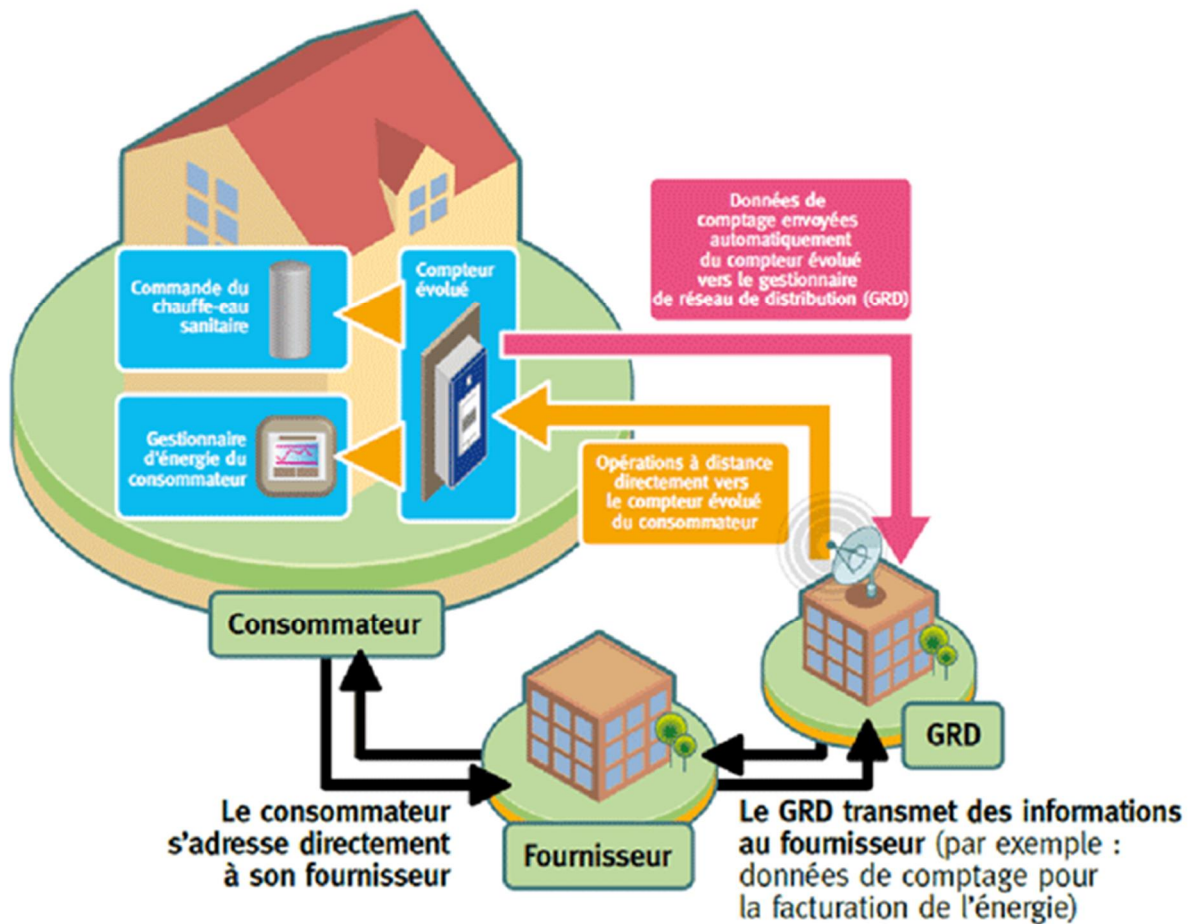 Données de
comptage envoyées
automatiquement
du compteur évolué
vers le gestionnaire
de réseau de distribution (GRD)
Commande du
chauffe-eau
sanitaire
Compteur
évolué
Gestionnaire
d'énergie du
consommateur
Opérations à distance
directement vers
le compteur évolué
du consommateur
Consommateur
GRD
Le consommateur
s'adresse directement
à son fournisseur
Fournisseur
Le GRD transmet des informations
au fournisseur (par exemple :
données de comptage pour
la facturation de l'énergie)